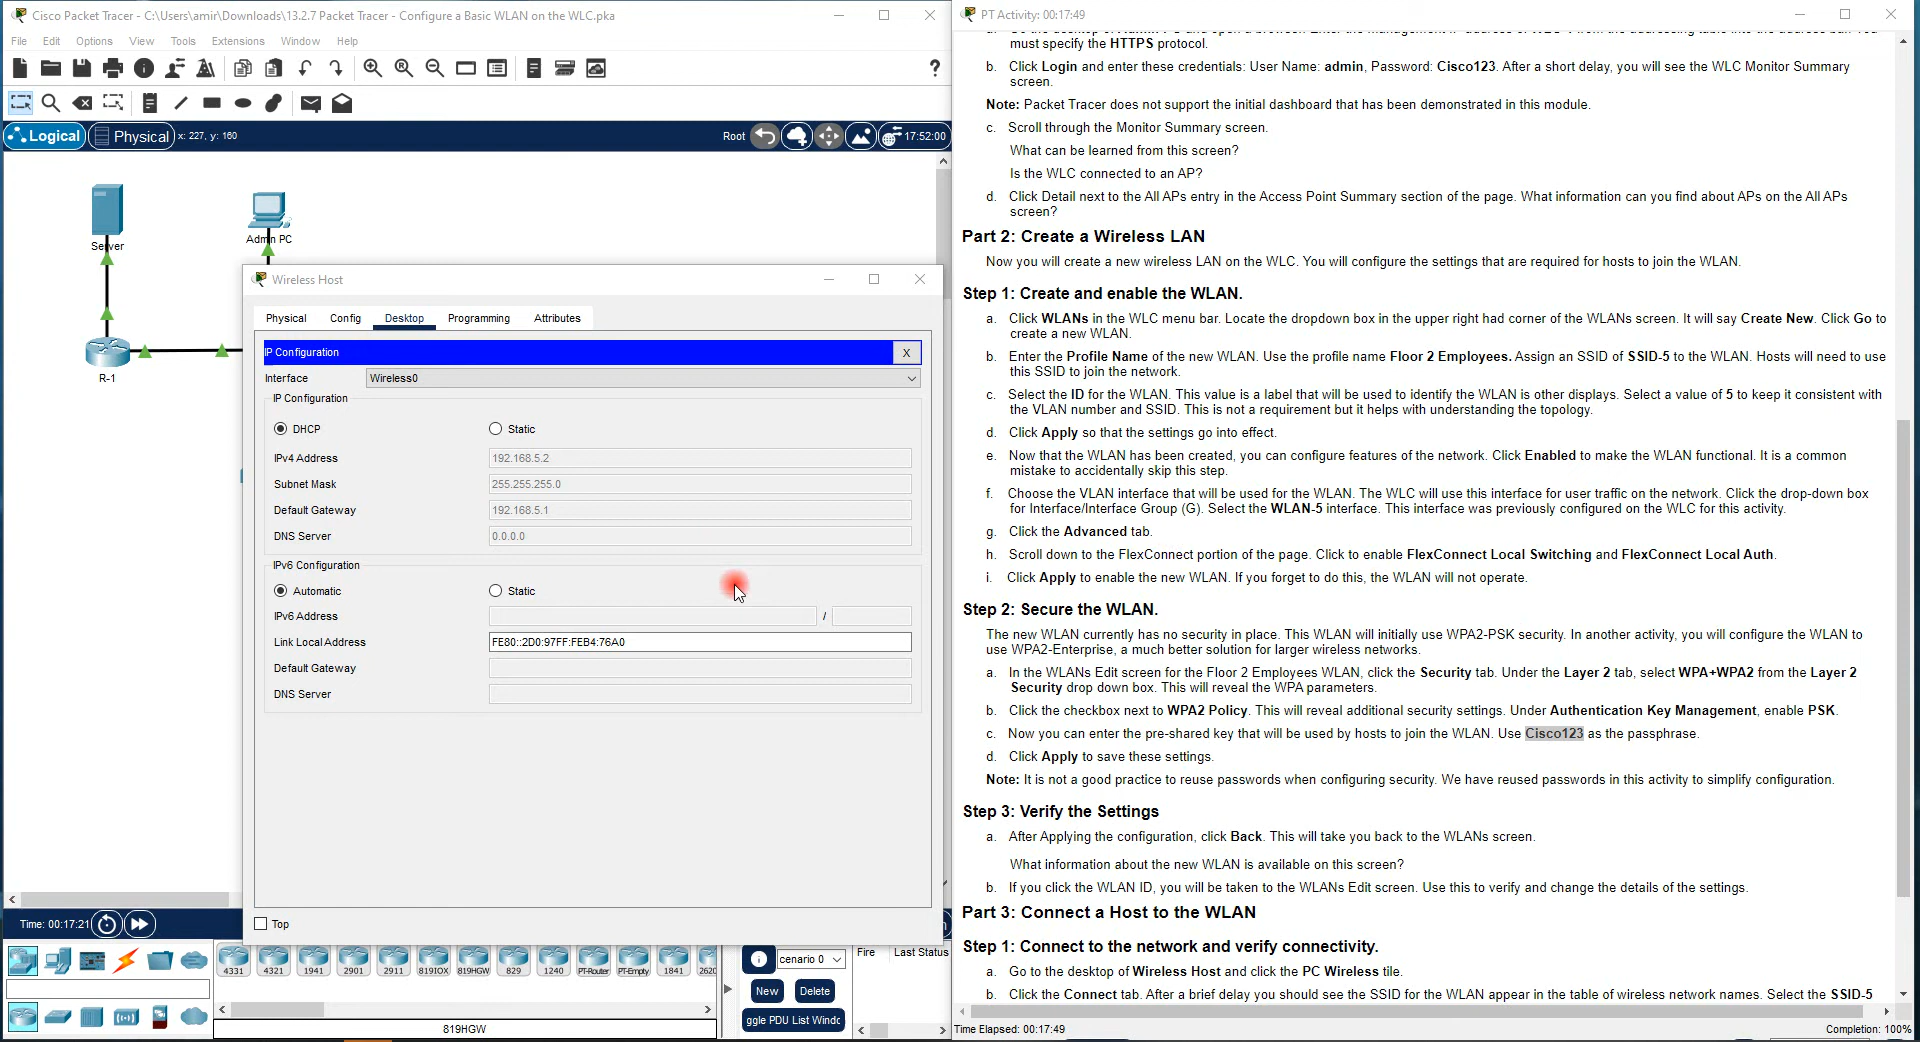 Cisco Packet Tracer - C:\Users\amir\Downloads\13.2.7 Packet Tracer - Configure a Basic WLAN on the WLC.pka
File Edit Options View Tools Extensions Window Help
?
Logical Physical x: 227, y: 160 Root 17:52:00
Server
Admin PC
R-1
Wireless Host
Physical Config Desktop Programming Attributes
IP Configuration X
Interface Wireless0
IP Configuration
DHCP Static
IPv4 Address 192.168.5.2
Subnet Mask 255.255.255.0
Default Gateway 192.168.5.1
DNS Server 0.0.0.0
IPv6 Configuration
Automatic Static
IPv6 Address /
Link Local Address FE80::2D0:97FF:FEB4:76A0
Default Gateway
DNS Server
Top
Time: 00:17:21
4331 4321 1941 2901 2911 819IOX 819HGW 829 1240 PT-Router PT-Empty 1841 2620
819HGW
cenario 0
New Delete
ggle PDU List Windo
Fire Last Status
PT Activity: 00:17:49
must specify the HTTPS protocol.
b. Click Login and enter these credentials: User Name: admin, Password: Cisco123. After a short delay, you will see the WLC Monitor Summary
screen.
Note: Packet Tracer does not support the initial dashboard that has been demonstrated in this module.
c. Scroll through the Monitor Summary screen.
What can be learned from this screen?
Is the WLC connected to an AP?
d. Click Detail next to the All APs entry in the Access Point Summary section of the page. What information can you find about APs on the All APs
screen?
Part 2: Create a Wireless LAN
Now you will create a new wireless LAN on the WLC. You will configure the settings that are required for hosts to join the WLAN.
Step 1: Create and enable the WLAN.
a. Click WLANs in the WLC menu bar. Locate the dropdown box in the upper right had corner of the WLANs screen. It will say Create New. Click Go to
create a new WLAN.
b. Enter the Profile Name of the new WLAN. Use the profile name Floor 2 Employees. Assign an SSID of SSID-5 to the WLAN. Hosts will need to use
this SSID to join the network.
c. Select the ID for the WLAN. This value is a label that will be used to identify the WLAN is other displays. Select a value of 5 to keep it consistent with
the VLAN number and SSID. This is not a requirement but it helps with understanding the topology.
d. Click Apply so that the settings go into effect.
e. Now that the WLAN has been created, you can configure features of the network. Click Enabled to make the WLAN functional. It is a common
mistake to accidentally skip this step.
f. Choose the VLAN interface that will be used for the WLAN. The WLC will use this interface for user traffic on the network. Click the drop-down box
for Interface/Interface Group (G). Select the WLAN-5 interface. This interface was previously configured on the WLC for this activity.
g. Click the Advanced tab.
h. Scroll down to the FlexConnect portion of the page. Click to enable FlexConnect Local Switching and FlexConnect Local Auth.
i. Click Apply to enable the new WLAN. If you forget to do this, the WLAN will not operate.
Step 2: Secure the WLAN.
The new WLAN currently has no security in place. This WLAN will initially use WPA2-PSK security. In another activity, you will configure the WLAN to
use WPA2-Enterprise, a much better solution for larger wireless networks.
a. In the WLANs Edit screen for the Floor 2 Employees WLAN, click the Security tab. Under the Layer 2 tab, select WPA+WPA2 from the Layer 2
Security drop down box. This will reveal the WPA parameters.
b. Click the checkbox next to WPA2 Policy. This will reveal additional security settings. Under Authentication Key Management, enable PSK.
c. Now you can enter the pre-shared key that will be used by hosts to join the WLAN. Use Cisco123 as the passphrase.
d. Click Apply to save these settings.
Note: It is not a good practice to reuse passwords when configuring security. We have reused passwords in this activity to simplify configuration.
Step 3: Verify the Settings
a. After Applying the configuration, click Back. This will take you back to the WLANs screen.
What information about the new WLAN is available on this screen?
b. If you click the WLAN ID, you will be taken to the WLANs Edit screen. Use this to verify and change the details of the settings.
Part 3: Connect a Host to the WLAN
Step 1: Connect to the network and verify connectivity.
a. Go to the desktop of Wireless Host and click the PC Wireless tile.
b. Click the Connect tab. After a brief delay you should see the SSID for the WLAN appear in the table of wireless network names. Select the SSID-5
Time Elapsed: 00:17:49 Completion: 100%